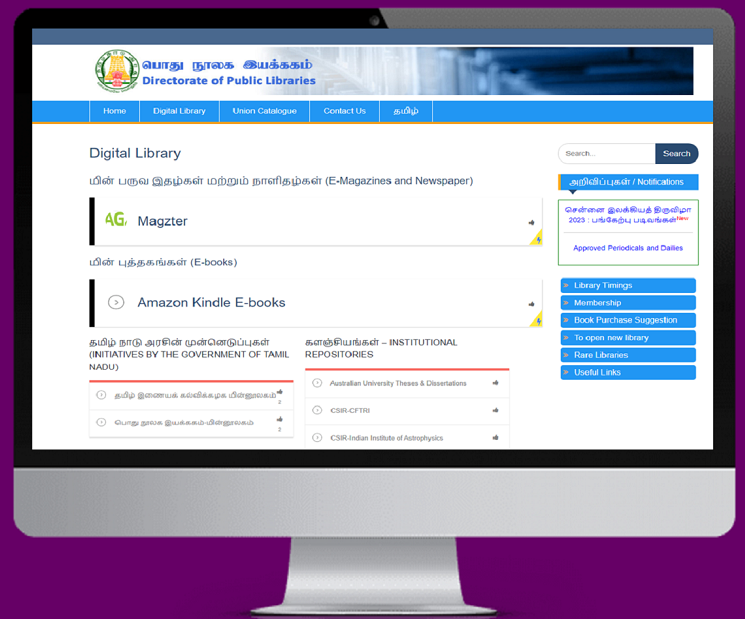 பொது நூலக இயக்ககம்
Directorate of Public Libraries
Home
Digital Library
Union Catalogue
Contact Us
தமிழ்
Digital Library
மின் பருவ இதழ்கள் மற்றும் நாளிதழ்கள் (E-Magazines and Newspaper)
Magzter
மின் புத்தகங்கள் (E-books)
Amazon Kindle E-books
தமிழ் நாடு அரசின் முன்னெடுப்புகள்
(INITIATIVES BY THE GOVERNMENT OF TAMIL
NADU)
தமிழ் இணையக் கல்விக்கழக மின்னூலகம்
2
பொது நூலக இயக்ககம்-மின்னூலகம்
2
களஞ்சியங்கள் – INSTITUTIONAL
REPOSITORIES
Australian University Theses & Dissertations
CSIR-CFTRI
CSIR-Indian Institute of Astrophysics
Search...
Search
அறிவிப்புகள் / Notifications
சென்னை இலக்கியத் திருவிழா
2023 : பங்கேற்பு படிவங்கள் New
Approved Periodicals and Dailies
Library Timings
Membership
Book Purchase Suggestion
To open new library
Rare Libraries
Useful Links